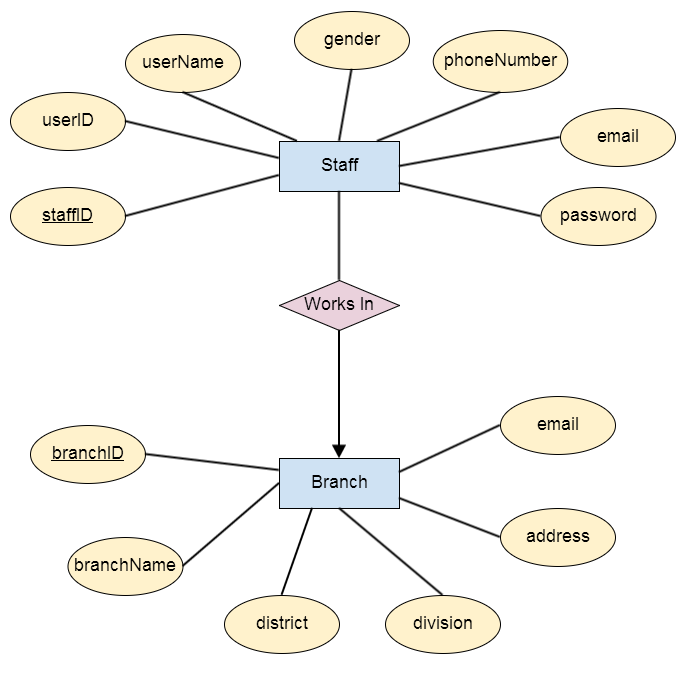 gender
userName
phoneNumber
userID
email
Staff
staffID
password
Works In
email
branchID
Branch
address
branchName
district
division